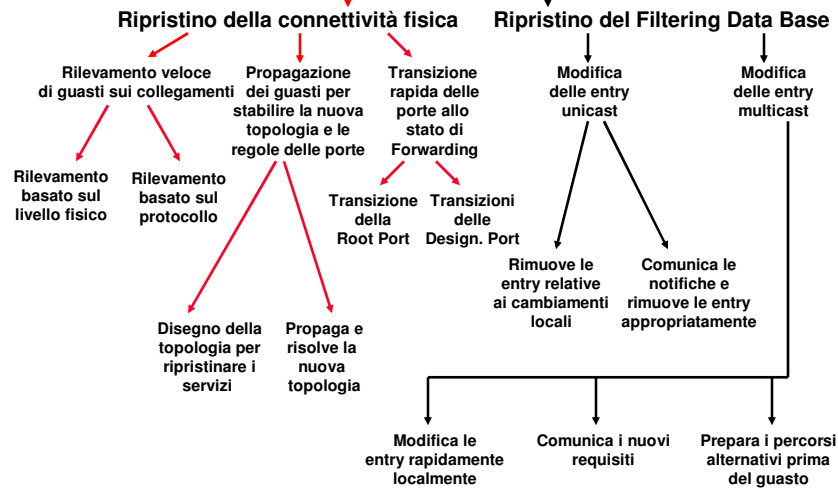 Ripristino della connettività fisica
Ripristino del Filtering Data Base
Rilevamento veloce
di guasti sui collegamenti
Propagazione
dei guasti per
stabilire la nuova
topologia e le
regole delle porte
Transizione
rapida delle
porte allo
stato di
Forwarding
Modifica
delle entry
unicast
Modifica
delle entry
multicast
Rilevamento
basato sul
livello fisico
Rilevamento
basato sul
protocollo
Transizione
della
Root Port
Transizioni
delle
Design. Port
Rimuove le
entry relative
ai cambiamenti
locali
Comunica le
notifiche e
rimuove le entry
appropriatamente
Disegno della
topologia per
ripristinare i
servizi
Propaga e
risolve la
nuova
topologia
Modifica le
entry rapidamente
localmente
Comunica i nuovi
requisiti
Prepara i percorsi
alternativi prima
del guasto